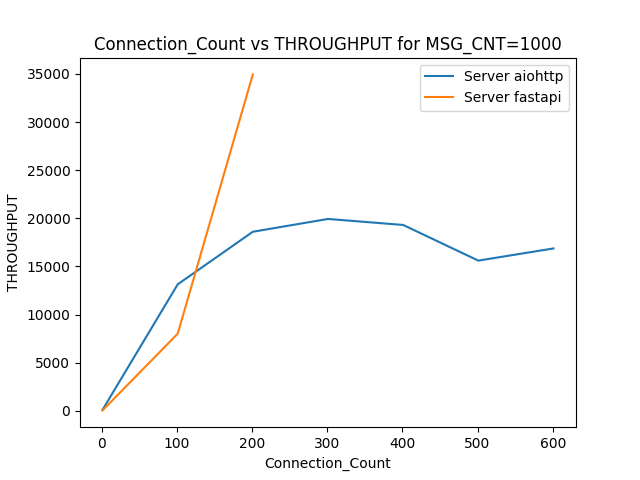 Connection_Count vs THROUGHPUT for MSG_CNT=1000
Server aiohttp
Server fastapi
THROUGHPUT
35000
30000
25000
20000
15000
10000
5000
0
0 100 200 300 400 500 600
Connection_Count